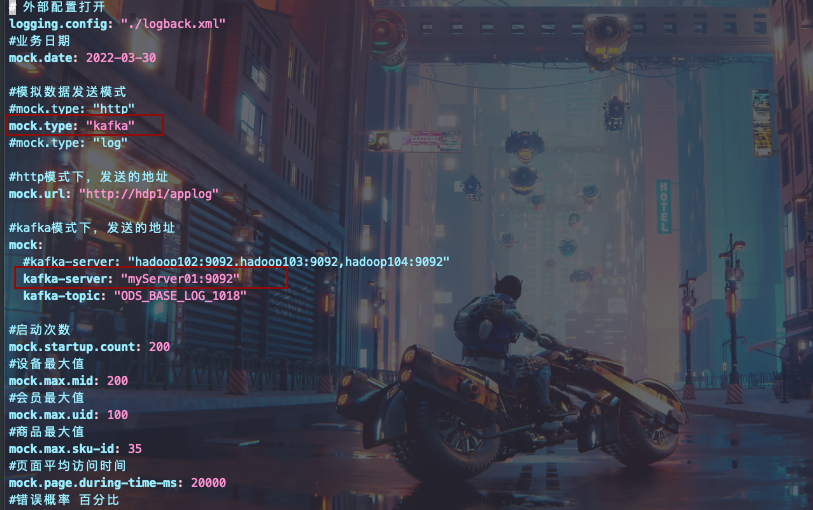 # 外部配置打开
logging.config: "./logback.xml"
#业务日期
mock.date: 2022-03-30
#模拟数据发送模式
#mock.type: "http"
mock.type: "kafka"
#mock.type: "log"
#http模式下，发送的地址
mock.url: "http://hdp1/applog"
#kafka模式下，发送的地址
mock:
  #kafka-server: "hadoop102:9092,hadoop103:9092,hadoop104:9092"
  kafka-server: "myServer01:9092"
  kafka-topic: "ODS_BASE_LOG_1018"
#启动次数
mock.startup.count: 200
#设备最大值
mock.max.mid: 200
#会员最大值
mock.max.uid: 100
#商品最大值
mock.max.sku-id: 35
#页面平均访问时间
mock.page.during-time-ms: 20000
#错误概率 百分比
HOTEL